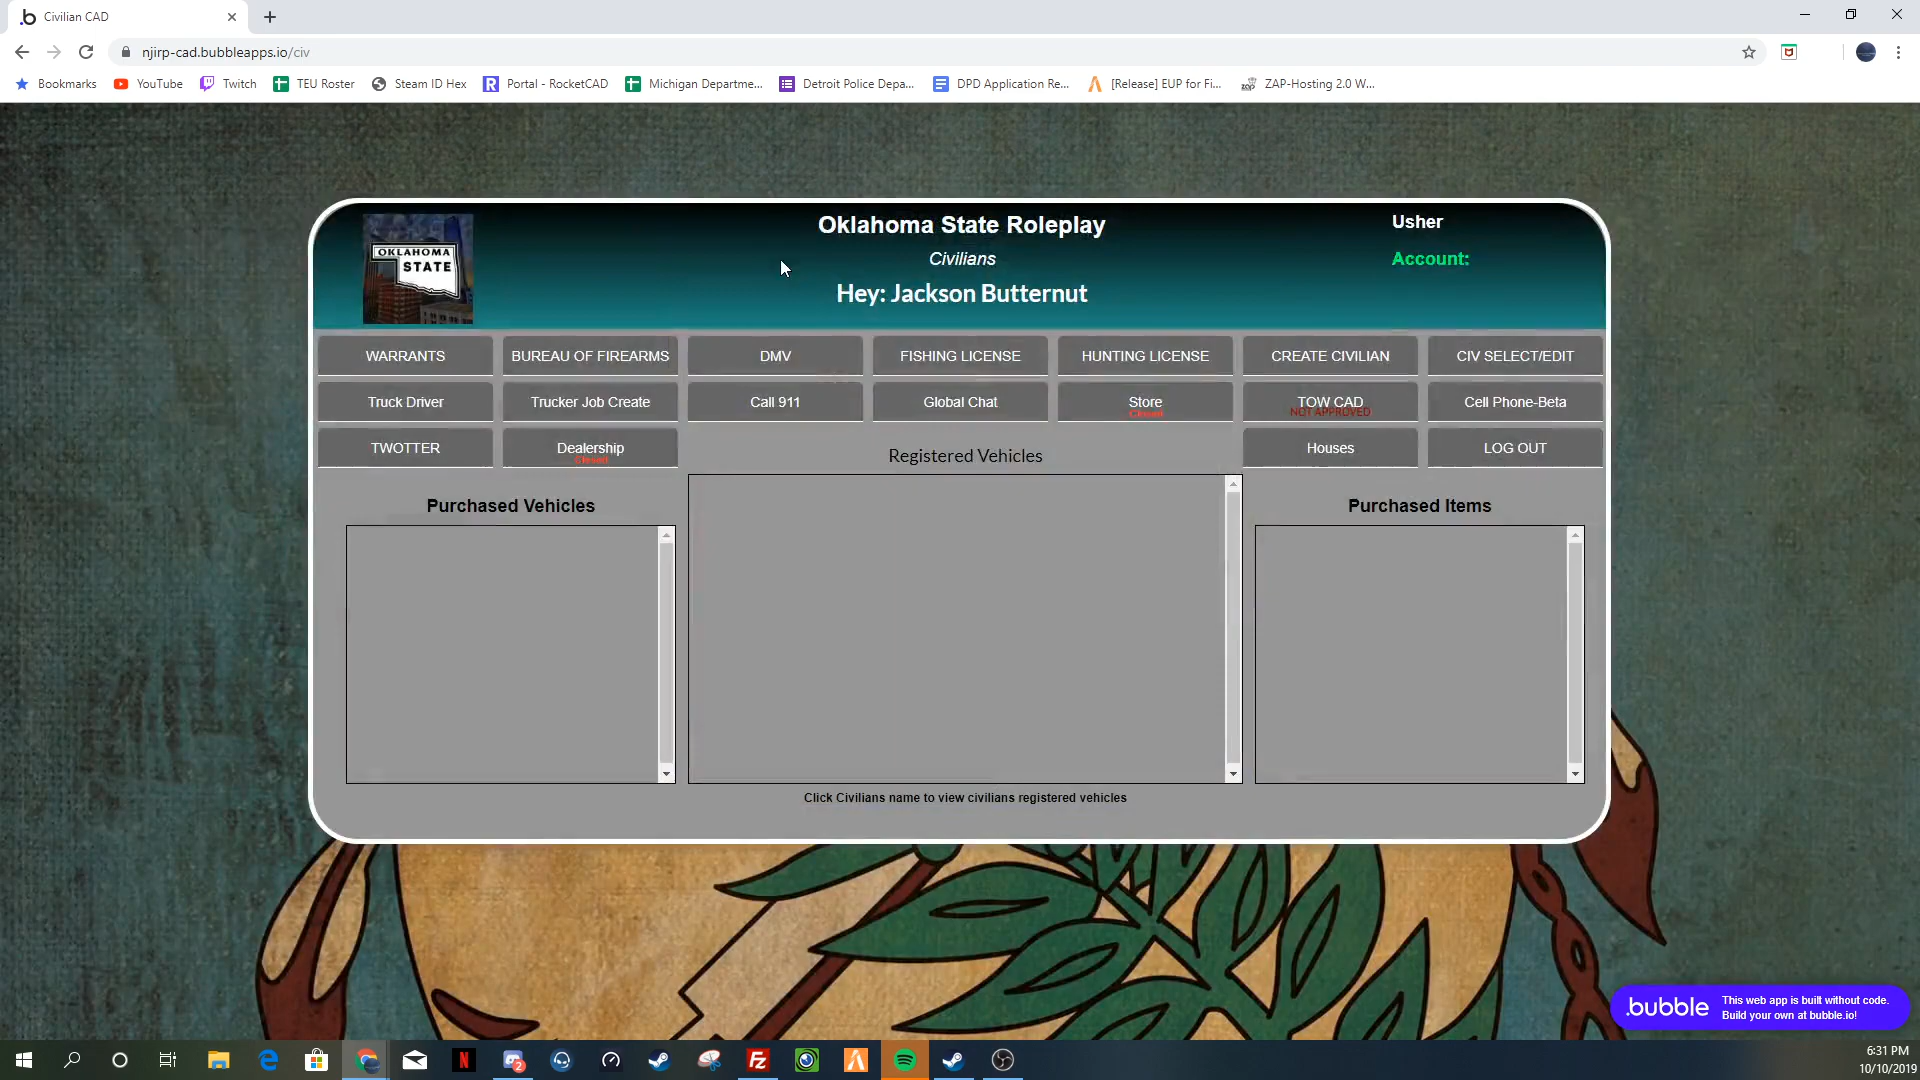 Civilian CAD
njirp-cad.bubbleapps.io/civ
Bookmarks
YouTube
Twitch
TEU Roster
Steam ID Hex
Portal - RocketCAD
Michigan Departme...
Detroit Police Depa...
DPD Application Re...
[Release] EUP for Fi...
ZAP-Hosting 2.0 W...
OKLAHOMA
STATE
Oklahoma State Roleplay
Civilians
Hey: Jackson Butternut
Usher
Account:
WARRANTS
BUREAU OF FIREARMS
DMV
FISHING LICENSE
HUNTING LICENSE
CREATE CIVILIAN
CIV SELECT/EDIT
Truck Driver
Trucker Job Create
Call 911
Global Chat
Store
Closed
TOW CAD
NOT APPROVED
Cell Phone-Beta
TWOTTER
Dealership
Closed
Registered Vehicles
Houses
LOG OUT
Purchased Vehicles
Purchased Items
Click Civilians name to view civilians registered vehicles
.bubble
This web app is built without code.
Build your own at bubble.io!
2
6:31 PM
10/10/2019